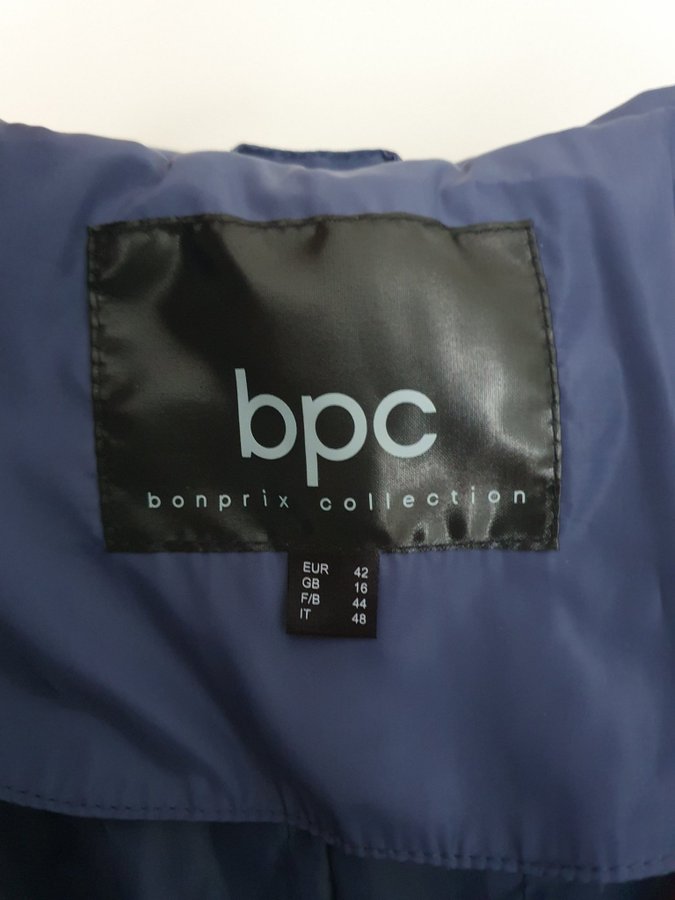 bpc
bonprix collection
EUR 42
GB 16
F/B 44
IT 48